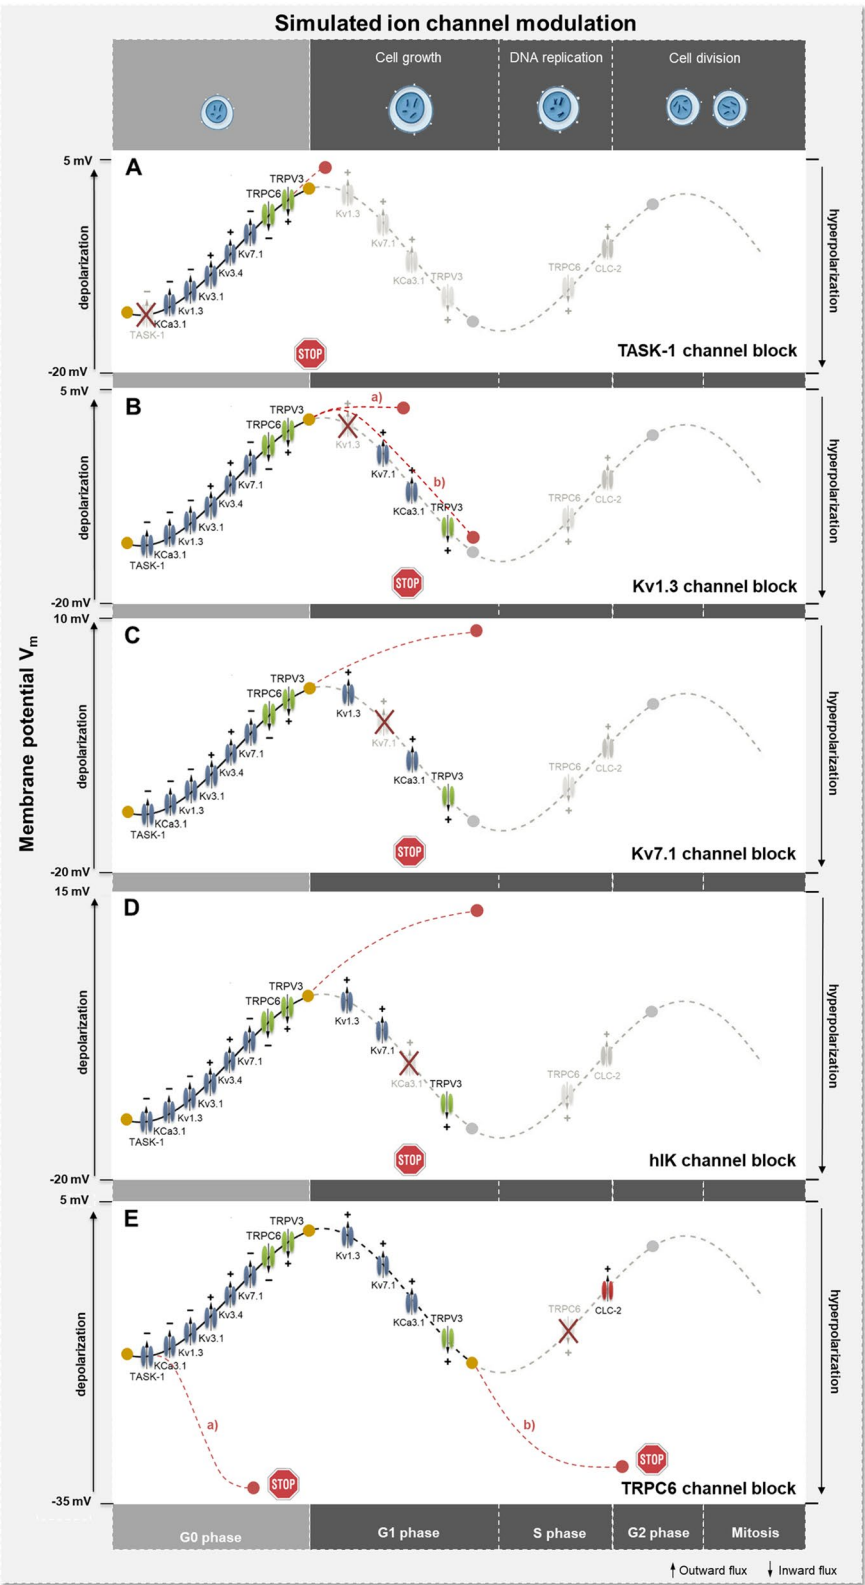 Simulated ion channel modulation
Cell growth
DNA replication
Cell division
Membrane potential Vm
5 mV
A
depolarization
hyperpolarization
TRPV3
TRPC6
Kv7.1
Kv3.4
Kv3.1
Kv1.3
KCa3.1
TASK-1
Kv1.3
Kv7.1
KCa3.1
TRPV3
TRPC6
CLC-2
STOP
TASK-1 channel block
-20 mV
5 mV
B
depolarization
hyperpolarization
a)
b)
TRPV3
TRPC6
Kv7.1
Kv3.4
Kv3.1
Kv1.3
KCa3.1
TASK-1
Kv1.3
Kv7.1
KCa3.1
TRPV3
TRPC6
CLC-2
STOP
Kv1.3 channel block
-20 mV
10 mV
C
depolarization
hyperpolarization
TRPV3
TRPC6
Kv7.1
Kv3.4
Kv3.1
Kv1.3
KCa3.1
TASK-1
Kv1.3
Kv7.1
KCa3.1
TRPV3
TRPC6
CLC-2
STOP
Kv7.1 channel block
-20 mV
15 mV
D
depolarization
hyperpolarization
TRPV3
TRPC6
Kv7.1
Kv3.4
Kv3.1
Kv1.3
KCa3.1
TASK-1
Kv1.3
Kv7.1
KCa3.1
TRPV3
TRPC6
CLC-2
STOP
hIK channel block
-20 mV
5 mV
E
depolarization
hyperpolarization
TRPV3
TRPC6
Kv7.1
Kv3.4
Kv3.1
Kv1.3
KCa3.1
TASK-1
Kv1.3
Kv7.1
KCa3.1
TRPV3
TRPC6
CLC-2
a)
b)
STOP
STOP
TRPC6 channel block
-35 mV
G0 phase
G1 phase
S phase
G2 phase
Mitosis
Outward flux
Inward flux